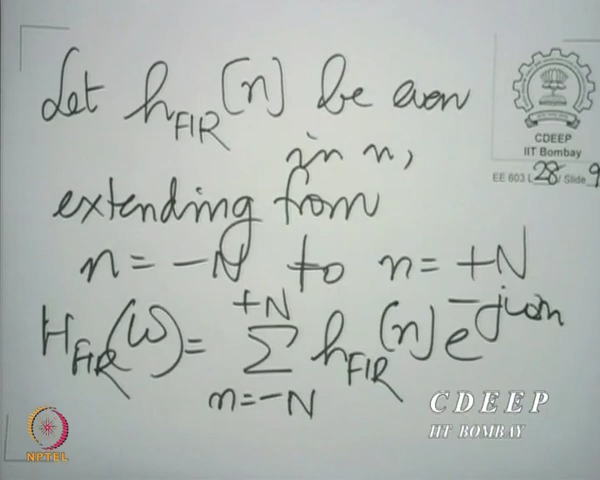 Let h_FIR[n] be even
in n,
extending from
n = -N to n = +N
H_FIR(ω) = Σ_{n=-N}^{+N} h_FIR[n] e^{-jωn}
CDEEP
IIT Bombay
EE 603 L 28 / Slide 9
CDEEP
IIT BOMBAY
NPTEL